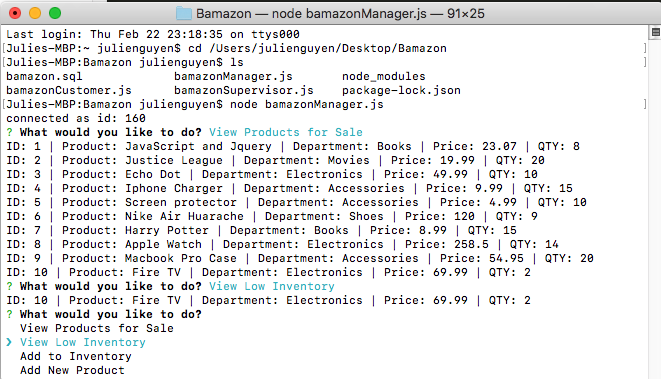 Bamazon — node bamazonManager.js — 91×25
Last login: Thu Feb 22 23:18:35 on ttys000
[Julies-MBP:~ julienguyen$ cd /Users/julienguyen/Desktop/Bamazon ]
[Julies-MBP:Bamazon julienguyen$ ls ]
bamazon.sql bamazonManager.js node_modules
bamazonCustomer.js bamazonSupervisor.js package-lock.json
[Julies-MBP:Bamazon julienguyen$ node bamazonManager.js ]
connected as id: 160
? What would you like to do? View Products for Sale
ID: 1 | Product: JavaScript and Jquery | Department: Books | Price: 23.07 | QTY: 8
ID: 2 | Product: Justice League | Department: Movies | Price: 19.99 | QTY: 20
ID: 3 | Product: Echo Dot | Department: Electronics | Price: 49.99 | QTY: 10
ID: 4 | Product: Iphone Charger | Department: Accessories | Price: 9.99 | QTY: 15
ID: 5 | Product: Screen protector | Department: Accessories | Price: 4.99 | QTY: 10
ID: 6 | Product: Nike Air Huarache | Department: Shoes | Price: 120 | QTY: 9
ID: 7 | Product: Harry Potter | Department: Books | Price: 8.99 | QTY: 15
ID: 8 | Product: Apple Watch | Department: Electronics | Price: 258.5 | QTY: 14
ID: 9 | Product: Macbook Pro Case | Department: Accessories | Price: 54.95 | QTY: 20
ID: 10 | Product: Fire TV | Department: Electronics | Price: 69.99 | QTY: 2
? What would you like to do? View Low Inventory
ID: 10 | Product: Fire TV | Department: Electronics | Price: 69.99 | QTY: 2
? What would you like to do?
View Products for Sale
❯ View Low Inventory
Add to Inventory
Add New Product